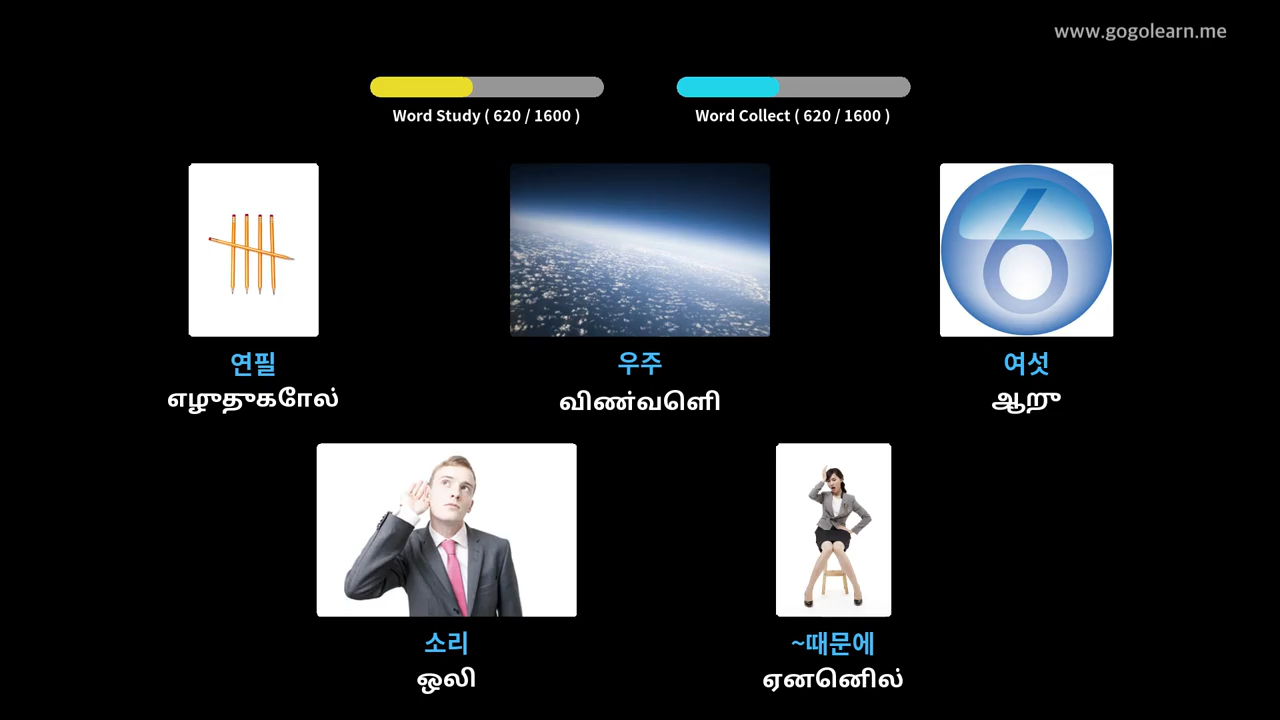 www.gogolearn.me
Word Study ( 620 / 1600 )
Word Collect ( 620 / 1600 )
6
연필
எழுதுகோல்
우주
விண்வெளி
여섯
ஆறு
소리
ஒலி
~때문에
ஏனெனில்